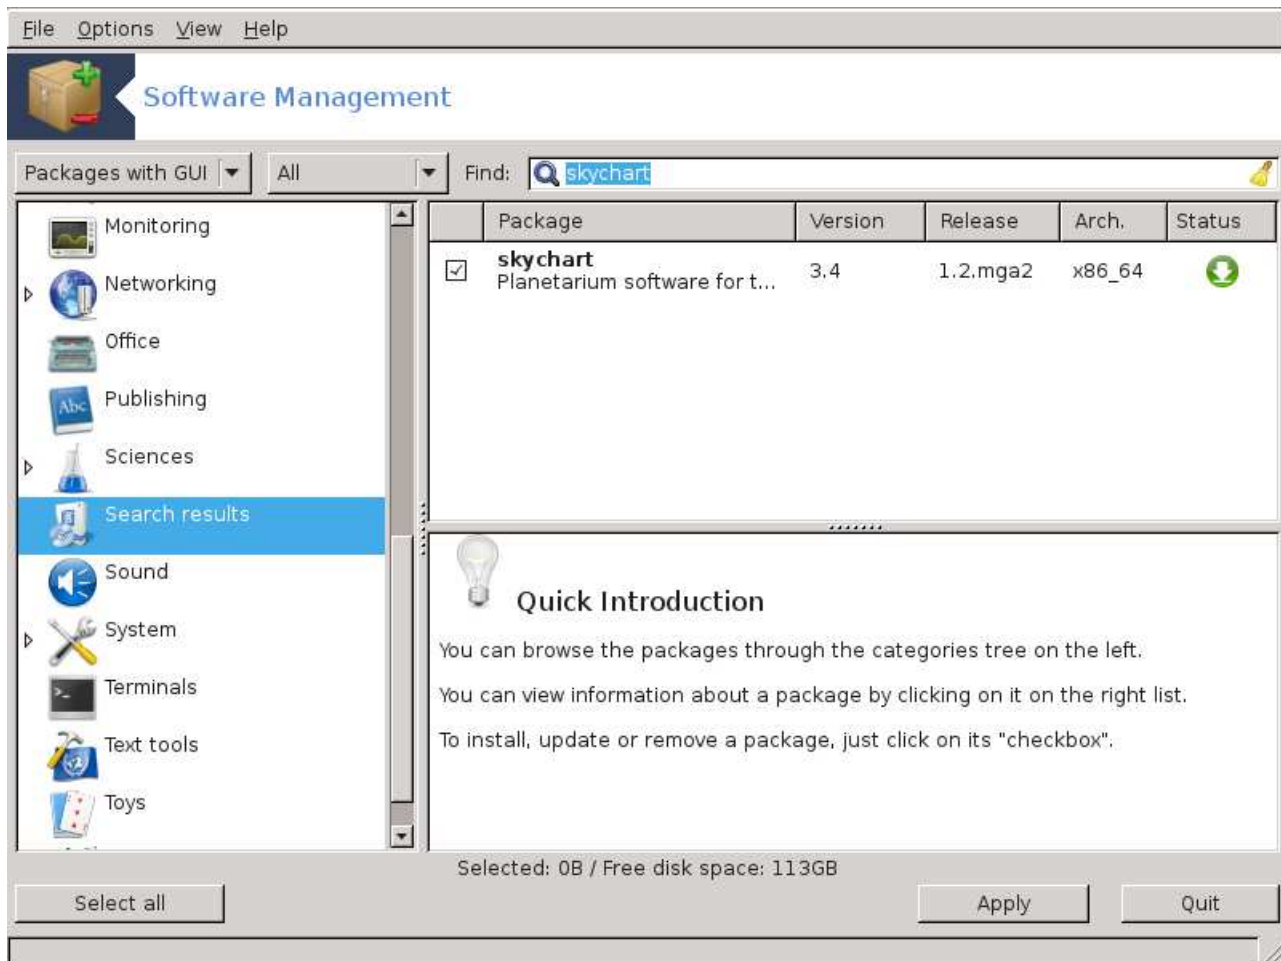 File Options View Help
Software Management
Packages with GUI All Find: skychart
Monitoring
Networking
Office
Abc
Publishing
Sciences
Search results
Sound
System
>_
Terminals
Text tools
Toys
Package Version Release Arch. Status
skychart
Planetarium software for t... 3.4 1.2.mga2 x86_64
Quick Introduction
You can browse the packages through the categories tree on the left.
You can view information about a package by clicking on it on the right list.
To install, update or remove a package, just click on its "checkbox".
Selected: 0B / Free disk space: 113GB
Select all Apply Quit